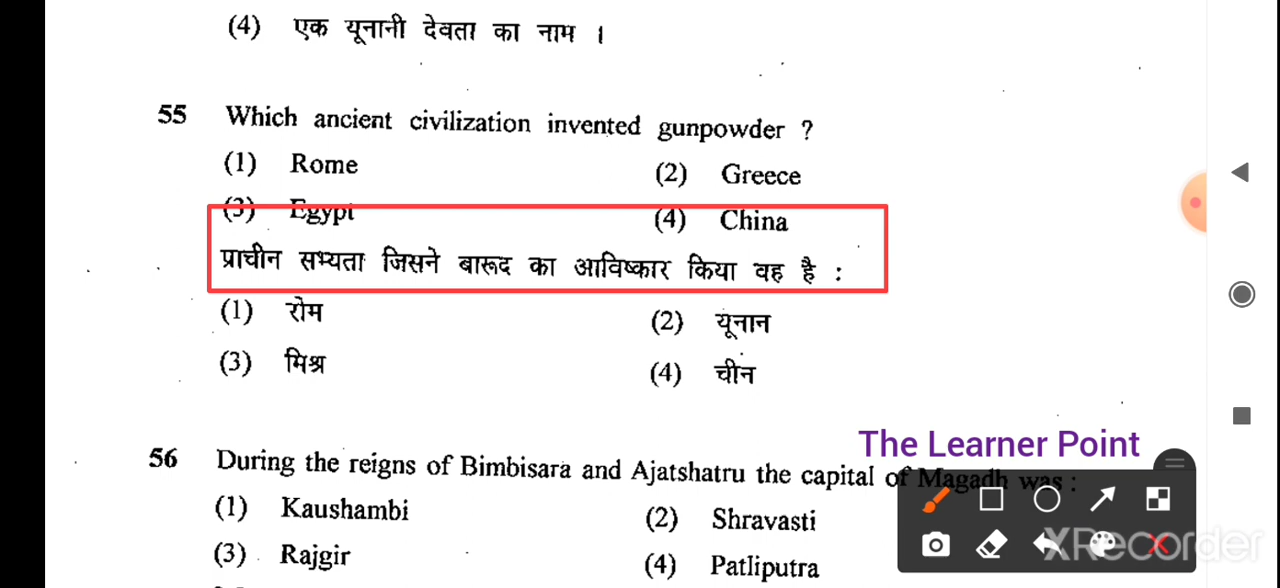 (4) एक यूनानी देवता का नाम ।
55 Which ancient civilization invented gunpowder ?
(1) Rome (2) Greece
(3) Egypt (4) China
प्राचीन सभ्यता जिसने बारूद का आविष्कार किया वह है :
(1) रोम (2) यूनान
(3) मिश्र (4) चीन
The Learner Point
56 During the reigns of Bimbisara and Ajatshatru the capital of Magadh was :
(1) Kaushambi (2) Shravasti
(3) Rajgir (4) Patliputra
XRecorder